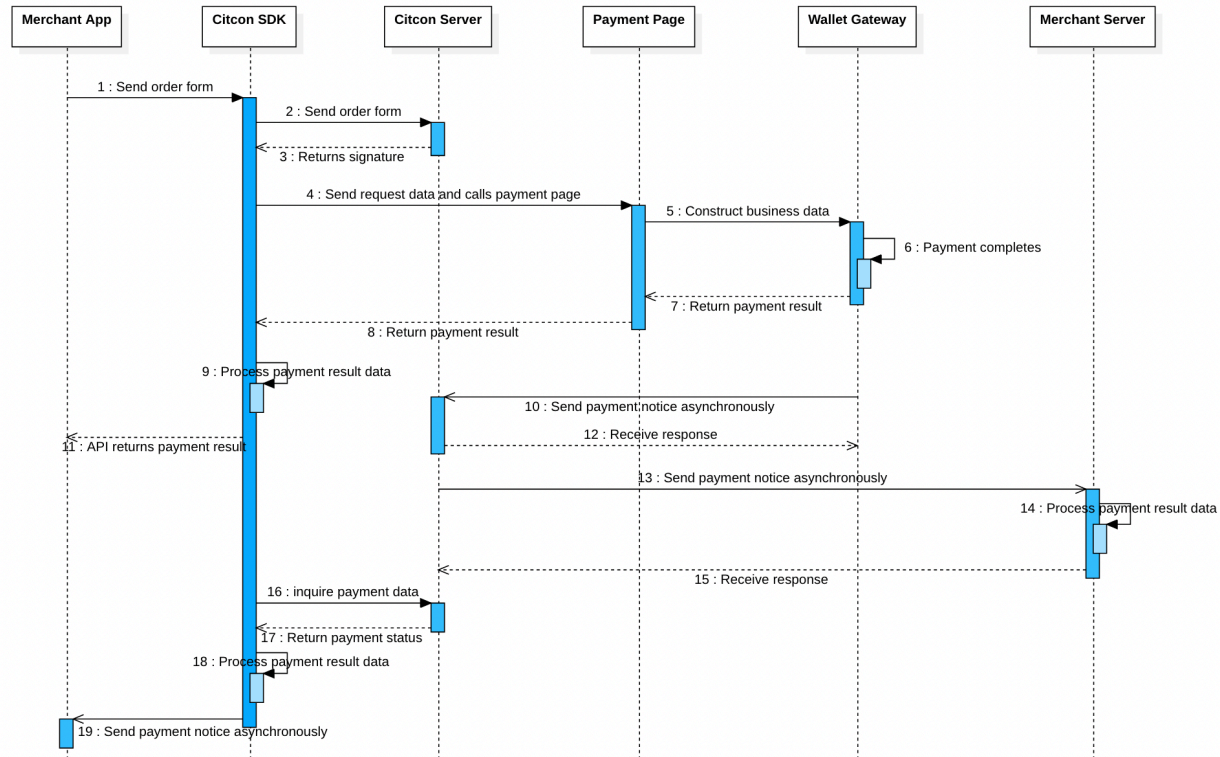 Merchant App
Citcon SDK
Citcon Server
Payment Page
Wallet Gateway
Merchant Server
1 : Send order form
2 : Send order form
3 : Returns signature
4 : Send request data and calls payment page
5 : Construct business data
6 : Payment completes
7 : Return payment result
8 : Return payment result
9 : Process payment result data
10 : Send payment notice asynchronously
12 : Receive response
11 : API returns payment result
13 : Send payment notice asynchronously
14 : Process payment result data
15 : Receive response
16 : inquire payment data
17 : Return payment status
18 : Process payment result data
19 : Send payment notice asynchronously